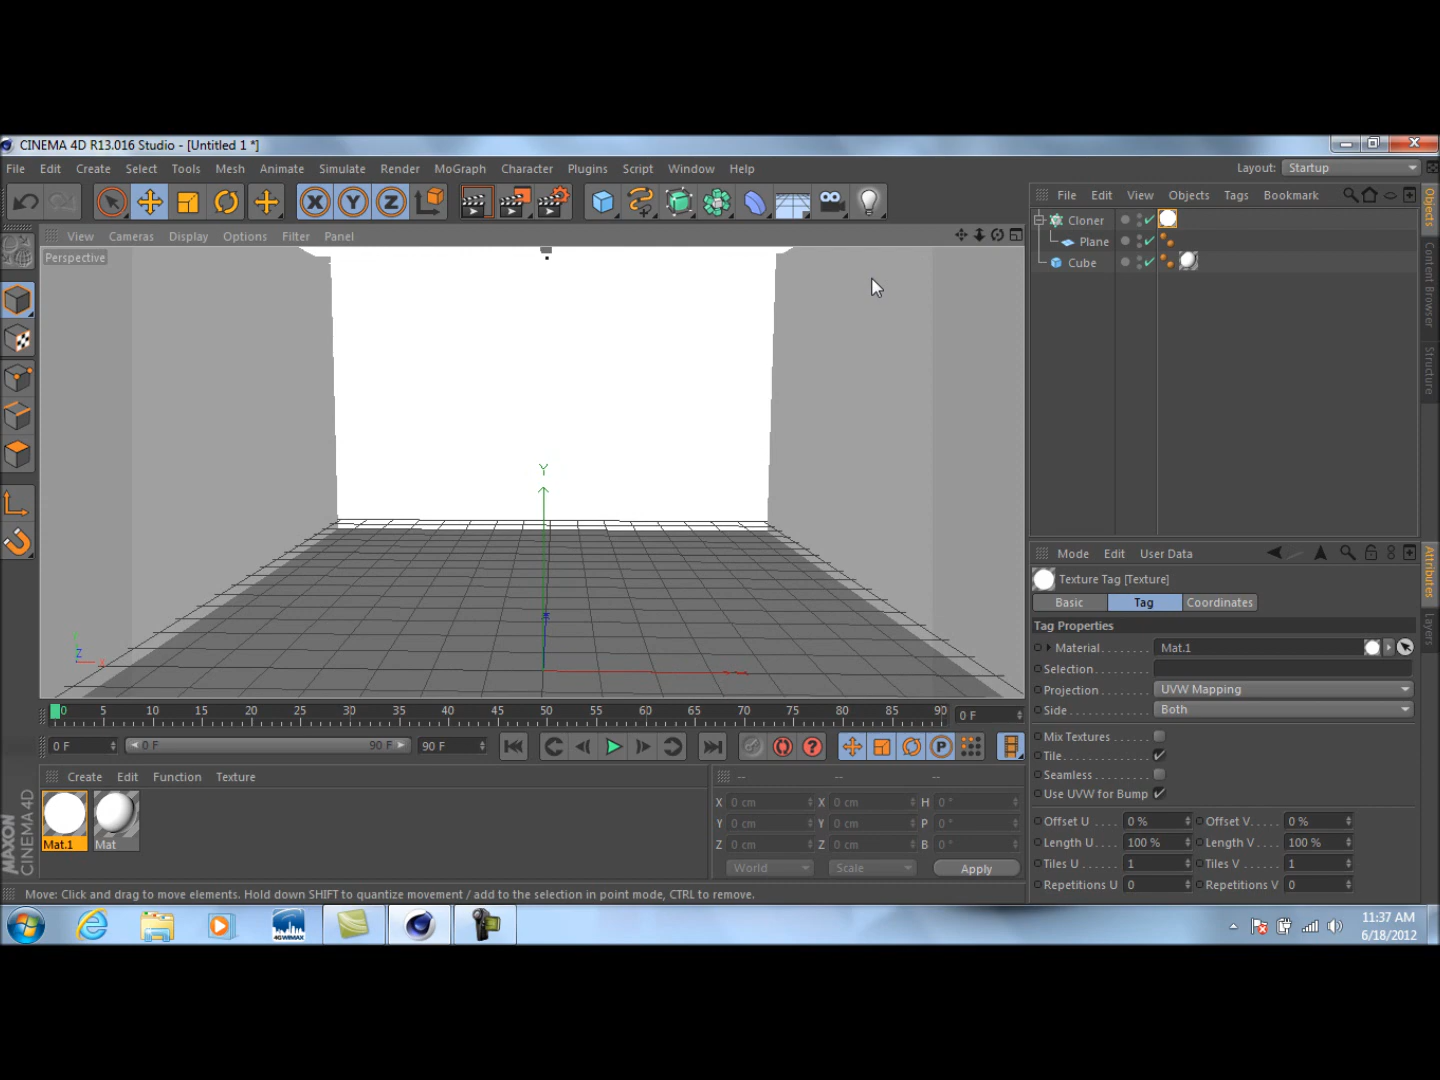 CINEMA 4D R13.016 Studio - [Untitled 1 *]
File Edit Create Select Tools Mesh Animate Simulate Render MoGraph Character Plugins Script Window Help Layout: Startup
File Edit View Objects Tags Bookmark
View Cameras Display Options Filter Panel
Perspective
Cloner
Plane
Cube
Objects
Content Browser
Structure
Y
Z
Y
Z X
Mode Edit User Data
Attributes
Layers
Texture Tag [Texture]
Basic Tag Coordinates
Tag Properties
Material . . . . . . . . Mat.1
Selection . . . . . . .
Projection . . . . . . . UVW Mapping
Side . . . . . . . . . . . Both
Mix Textures . . . . .
Tile . . . . . . . . . . . .
Seamless . . . . . . .
Use UVW for Bump
Offset U . . . . 0 % Offset V. . . . 0 %
Length U . . . . 100 % Length V . . . 100 %
Tiles U . . . . . 1 Tiles V . . . . . 1
Repetitions U 0 Repetitions V 0
0 5 10 15 20 25 30 35 40 45 50 55 60 65 70 75 80 85 90 0 F
0 F 0 F 90 F 90 F
P
Create Edit Function Texture
Mat.1 Mat
-- -- --
X 0 cm X 0 cm H 0 °
Y 0 cm Y 0 cm P 0 °
Z 0 cm Z 0 cm B 0 °
World Scale Apply
MAXON
CINEMA 4D
Move: Click and drag to move elements. Hold down SHIFT to quantize movement / add to the selection in point mode, CTRL to remove.
4G WIMAX
11:37 AM
6/18/2012